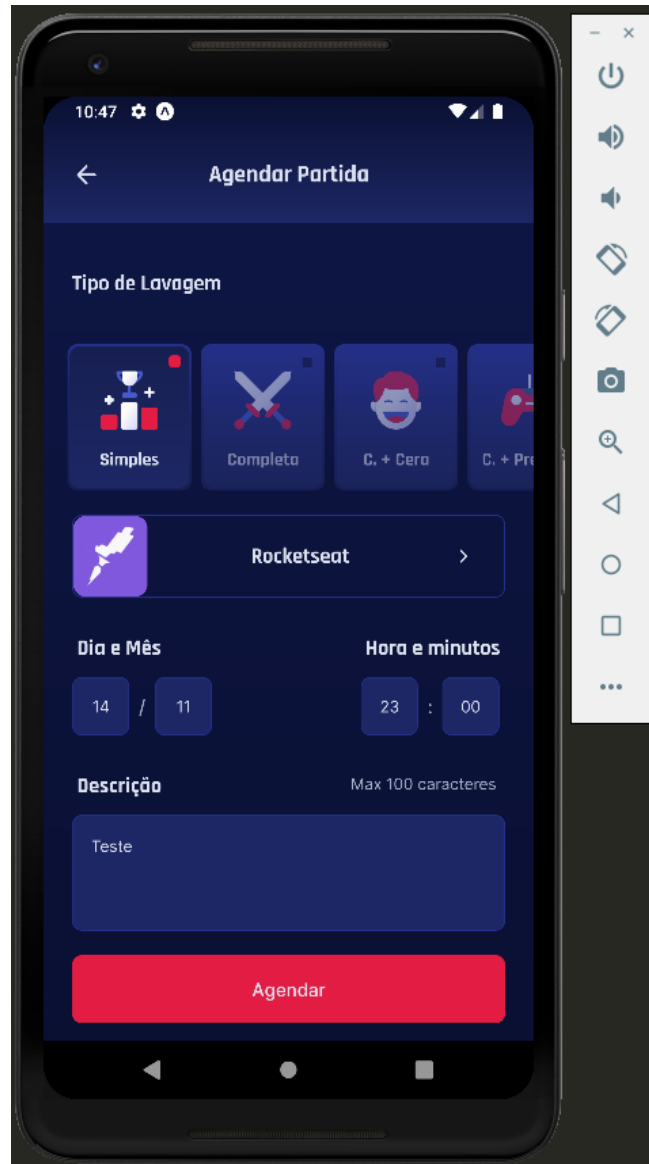 10:47
Agendar Partida
Tipo de Lavagem
Simples
Completa
C. + Cera
C. + Pre
Rocketseat
Dia e Mês
Hora e minutos
14 / 11
23 : 00
Descrição
Max 100 caracteres
Teste
Agendar